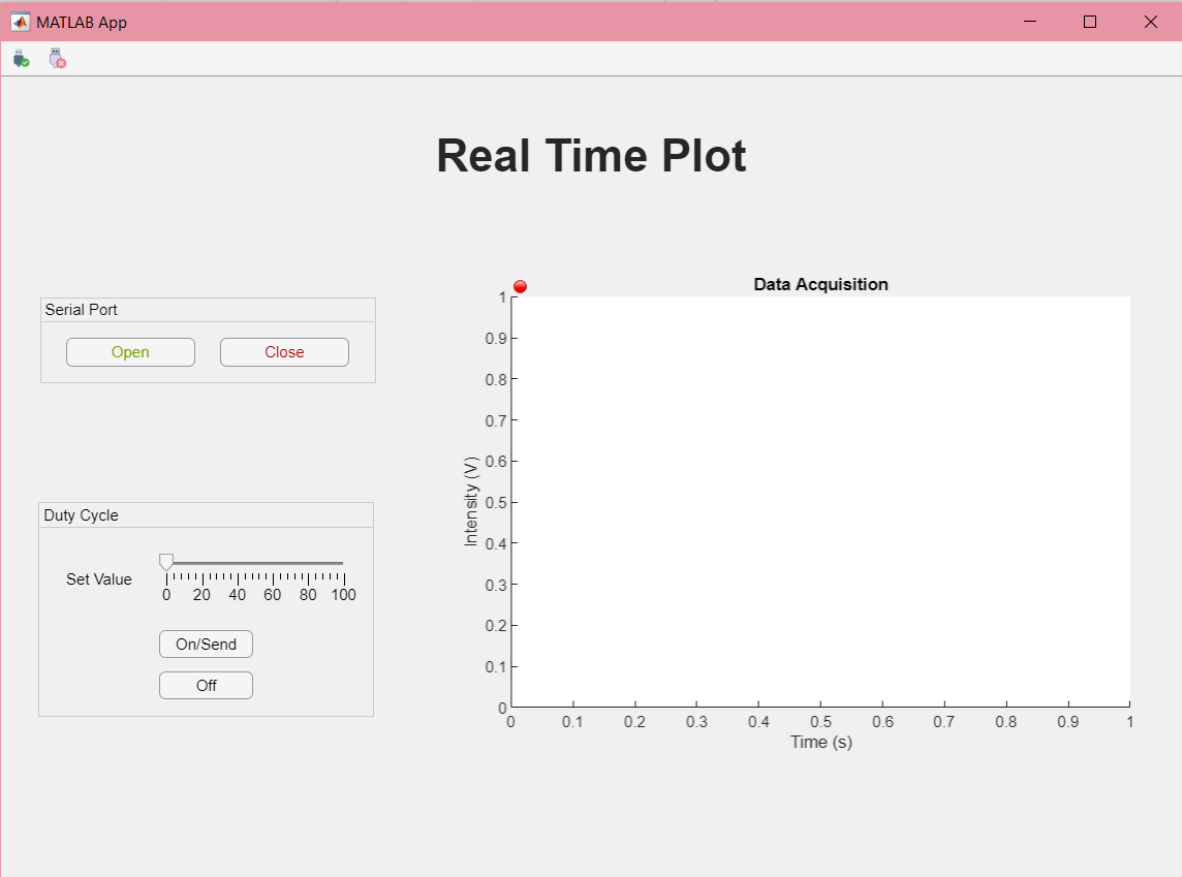 MATLAB App
Real Time Plot
Serial Port
Open Close
Duty Cycle
Set Value
0 20 40 60 80 100
On/Send
Off
Data Acquisition
Intensity (V)
1
0.9
0.8
0.7
0.6
0.5
0.4
0.3
0.2
0.1
0
0 0.1 0.2 0.3 0.4 0.5 0.6 0.7 0.8 0.9 1
Time (s)